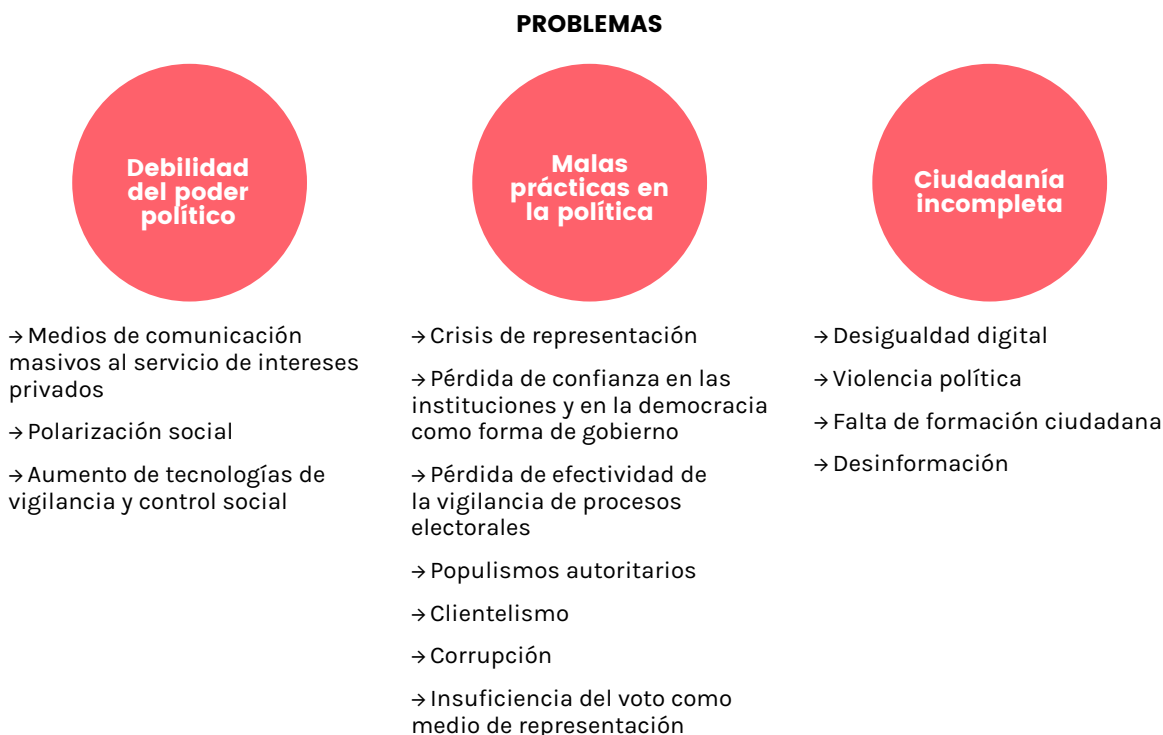 PROBLEMAS
Debilidad
del poder
político
→ Medios de comunicación
masivos al servicio de intereses
privados
→ Polarización social
→ Aumento de tecnologías de
vigilancia y control social
Malas
prácticas en
la política
→ Crisis de representación
→ Pérdida de confianza en las
instituciones y en la democracia
como forma de gobierno
→ Pérdida de efectividad de
la vigilancia de procesos
electorales
→ Populismos autoritarios
→ Clientelismo
→ Corrupción
→ Insuficiencia del voto como
medio de representación
Ciudadanía
incompleta
→ Desigualdad digital
→ Violencia política
→ Falta de formación ciudadana
→ Desinformación